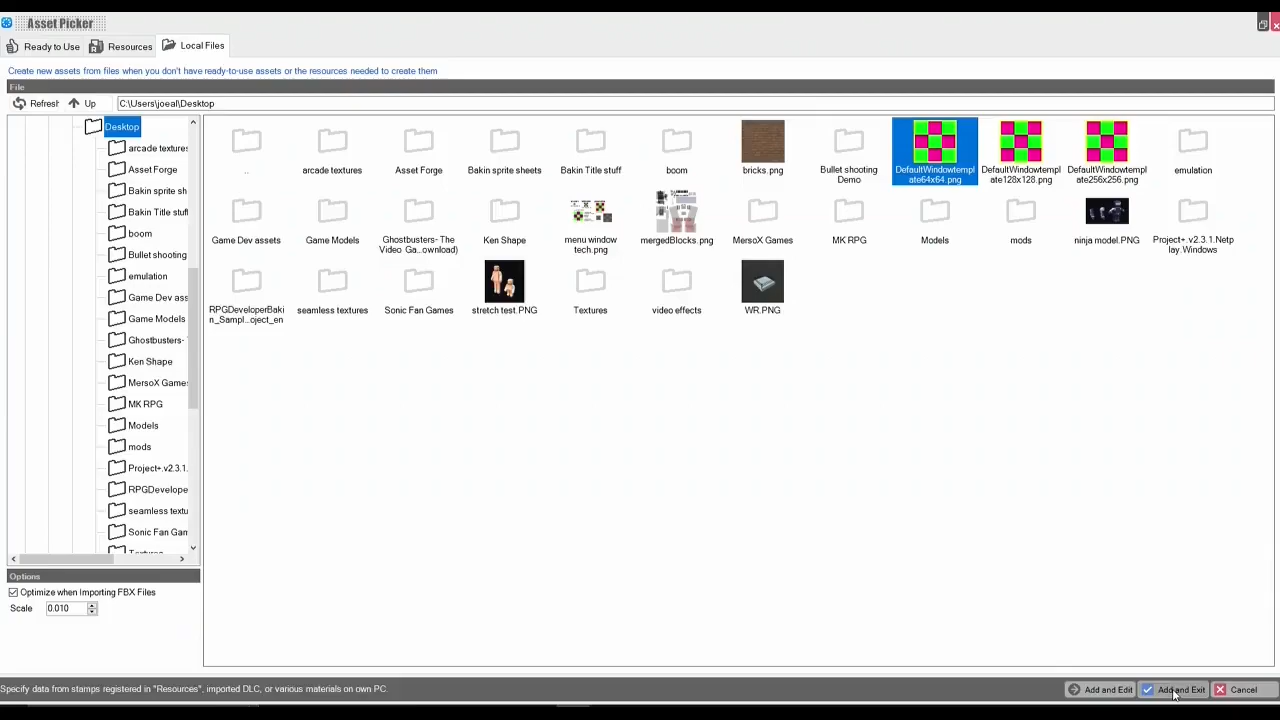 Asset Picker
Ready to Use
Resources
Local Files
Create new assets from files when you don't have ready-to-use assets or the resources needed to create them
File
Refresh
Up
C:\Users\joeal\Desktop
Desktop
arcade textures
Asset Forge
Bakin sprite sh
Bakin Title stuf
boom
Bullet shooting
emulation
Game Dev ass
Game Models
Ghostbusters-
Ken Shape
MersoX Games
MK RPG
Models
mods
Project+.v2.3.1.
RPGDevelope
seamless textu
Sonic Fan Gam
..
arcade textures
Asset Forge
Bakin sprite sheets
Bakin Title stuff
boom
bricks.png
Bullet shooting
Demo
DefaultWindowtempl
ate64x64.png
DefaultWindowtempl
ate128x128.png
DefaultWindowtempl
ate256x256.png
emulation
Game Dev assets
Game Models
Ghostbusters- The
Video Ga...ownload)
Ken Shape
menu window
tech.png
mergedBlocks.png
MersoX Games
MK RPG
Models
mods
ninja model.PNG
Project+.v2.3.1.Netp
lay.Windows
RPGDeveloperBaki
n_Sampl...oject_en
seamless textures
Sonic Fan Games
stretch test.PNG
Textures
video effects
WR.PNG
Options
Optimize when Importing FBX Files
Scale
0.010
Specify data from stamps registered in "Resources", imported DLC, or various materials on own PC.
Add and Edit
Add and Exit
Cancel